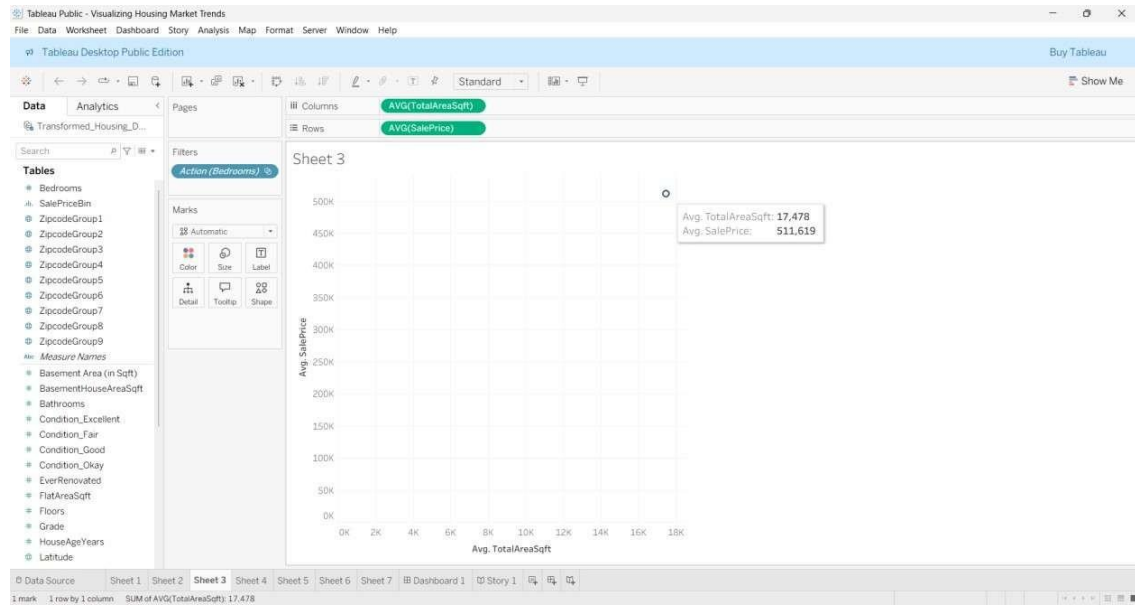 Tableau Public - Visualizing Housing Market Trends
File Data Worksheet Dashboard Story Analysis Map Format Server Window Help
Tableau Desktop Public Edition Buy Tableau
Standard Show Me
Data Analytics
Transformed_Housing_D...
Search
Tables
Bedrooms
SalePriceBin
ZipcodeGroup1
ZipcodeGroup2
ZipcodeGroup3
ZipcodeGroup4
ZipcodeGroup5
ZipcodeGroup6
ZipcodeGroup7
ZipcodeGroup8
ZipcodeGroup9
Abc Measure Names
Basement Area (in Sqft)
BasementHouseAreaSqft
Bathrooms
Condition_Excellent
Condition_Fair
Condition_Good
Condition_Okay
EverRenovated
FlatAreaSqft
Floors
Grade
HouseAgeYears
Latitude
Pages
Filters
Action (Bedrooms)
Marks
Automatic
Color Size Label
Detail Tooltip Shape
Columns AVG(TotalAreaSqft)
Rows AVG(SalePrice)
Sheet 3
500K
450K
400K
350K
300K
250K
200K
150K
100K
50K
0K
Avg. SalePrice
Avg. TotalAreaSqft: 17,478
Avg. SalePrice: 511,619
0K 2K 4K 6K 8K 10K 12K 14K 16K 18K
Avg. TotalAreaSqft
Data Source Sheet 1 Sheet 2 Sheet 3 Sheet 4 Sheet 5 Sheet 6 Sheet 7 Dashboard 1 Story 1
1 mark 1 row by 1 column SUM of AVG(TotalAreaSqft): 17,478